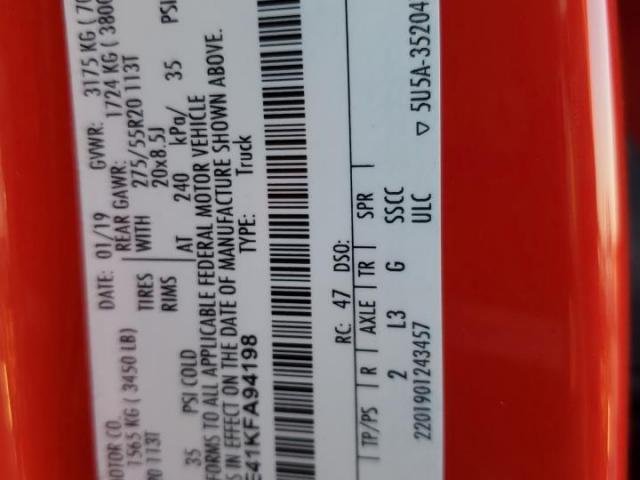 OTOR CO. DATE: 01/19 GVWR: 3175 KG ( 70
1565 KG ( 3450 LB) REAR GAWR: 1724 KG ( 3800
20 113T TIRES WITH 275/55R20 113T
RIMS 20x8.5J
35 PSI COLD AT 240 kPa/ 35 PSI
FORMS TO ALL APPLICABLE FEDERAL MOTOR VEHICLE
S IN EFFECT ON THE DATE OF MANUFACTURE SHOWN ABOVE.
E41KFA94198 TYPE: Truck
RC: 47 DSO:
TP/PS R AXLE TR SPR
2 L3 G SSCC
2201901243457 ULC ▽ 5U5A-35204